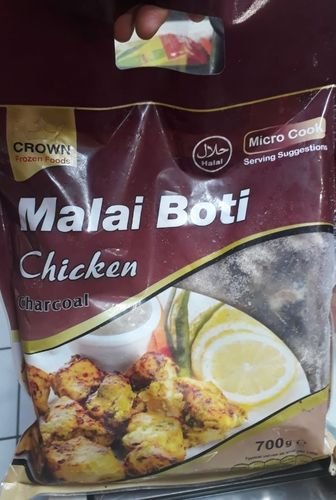 CROWN
Frozen Foods
حلال
Halal
Micro Cook
Serving Suggestions
Malai Boti
Chicken
Charcoal
700g e